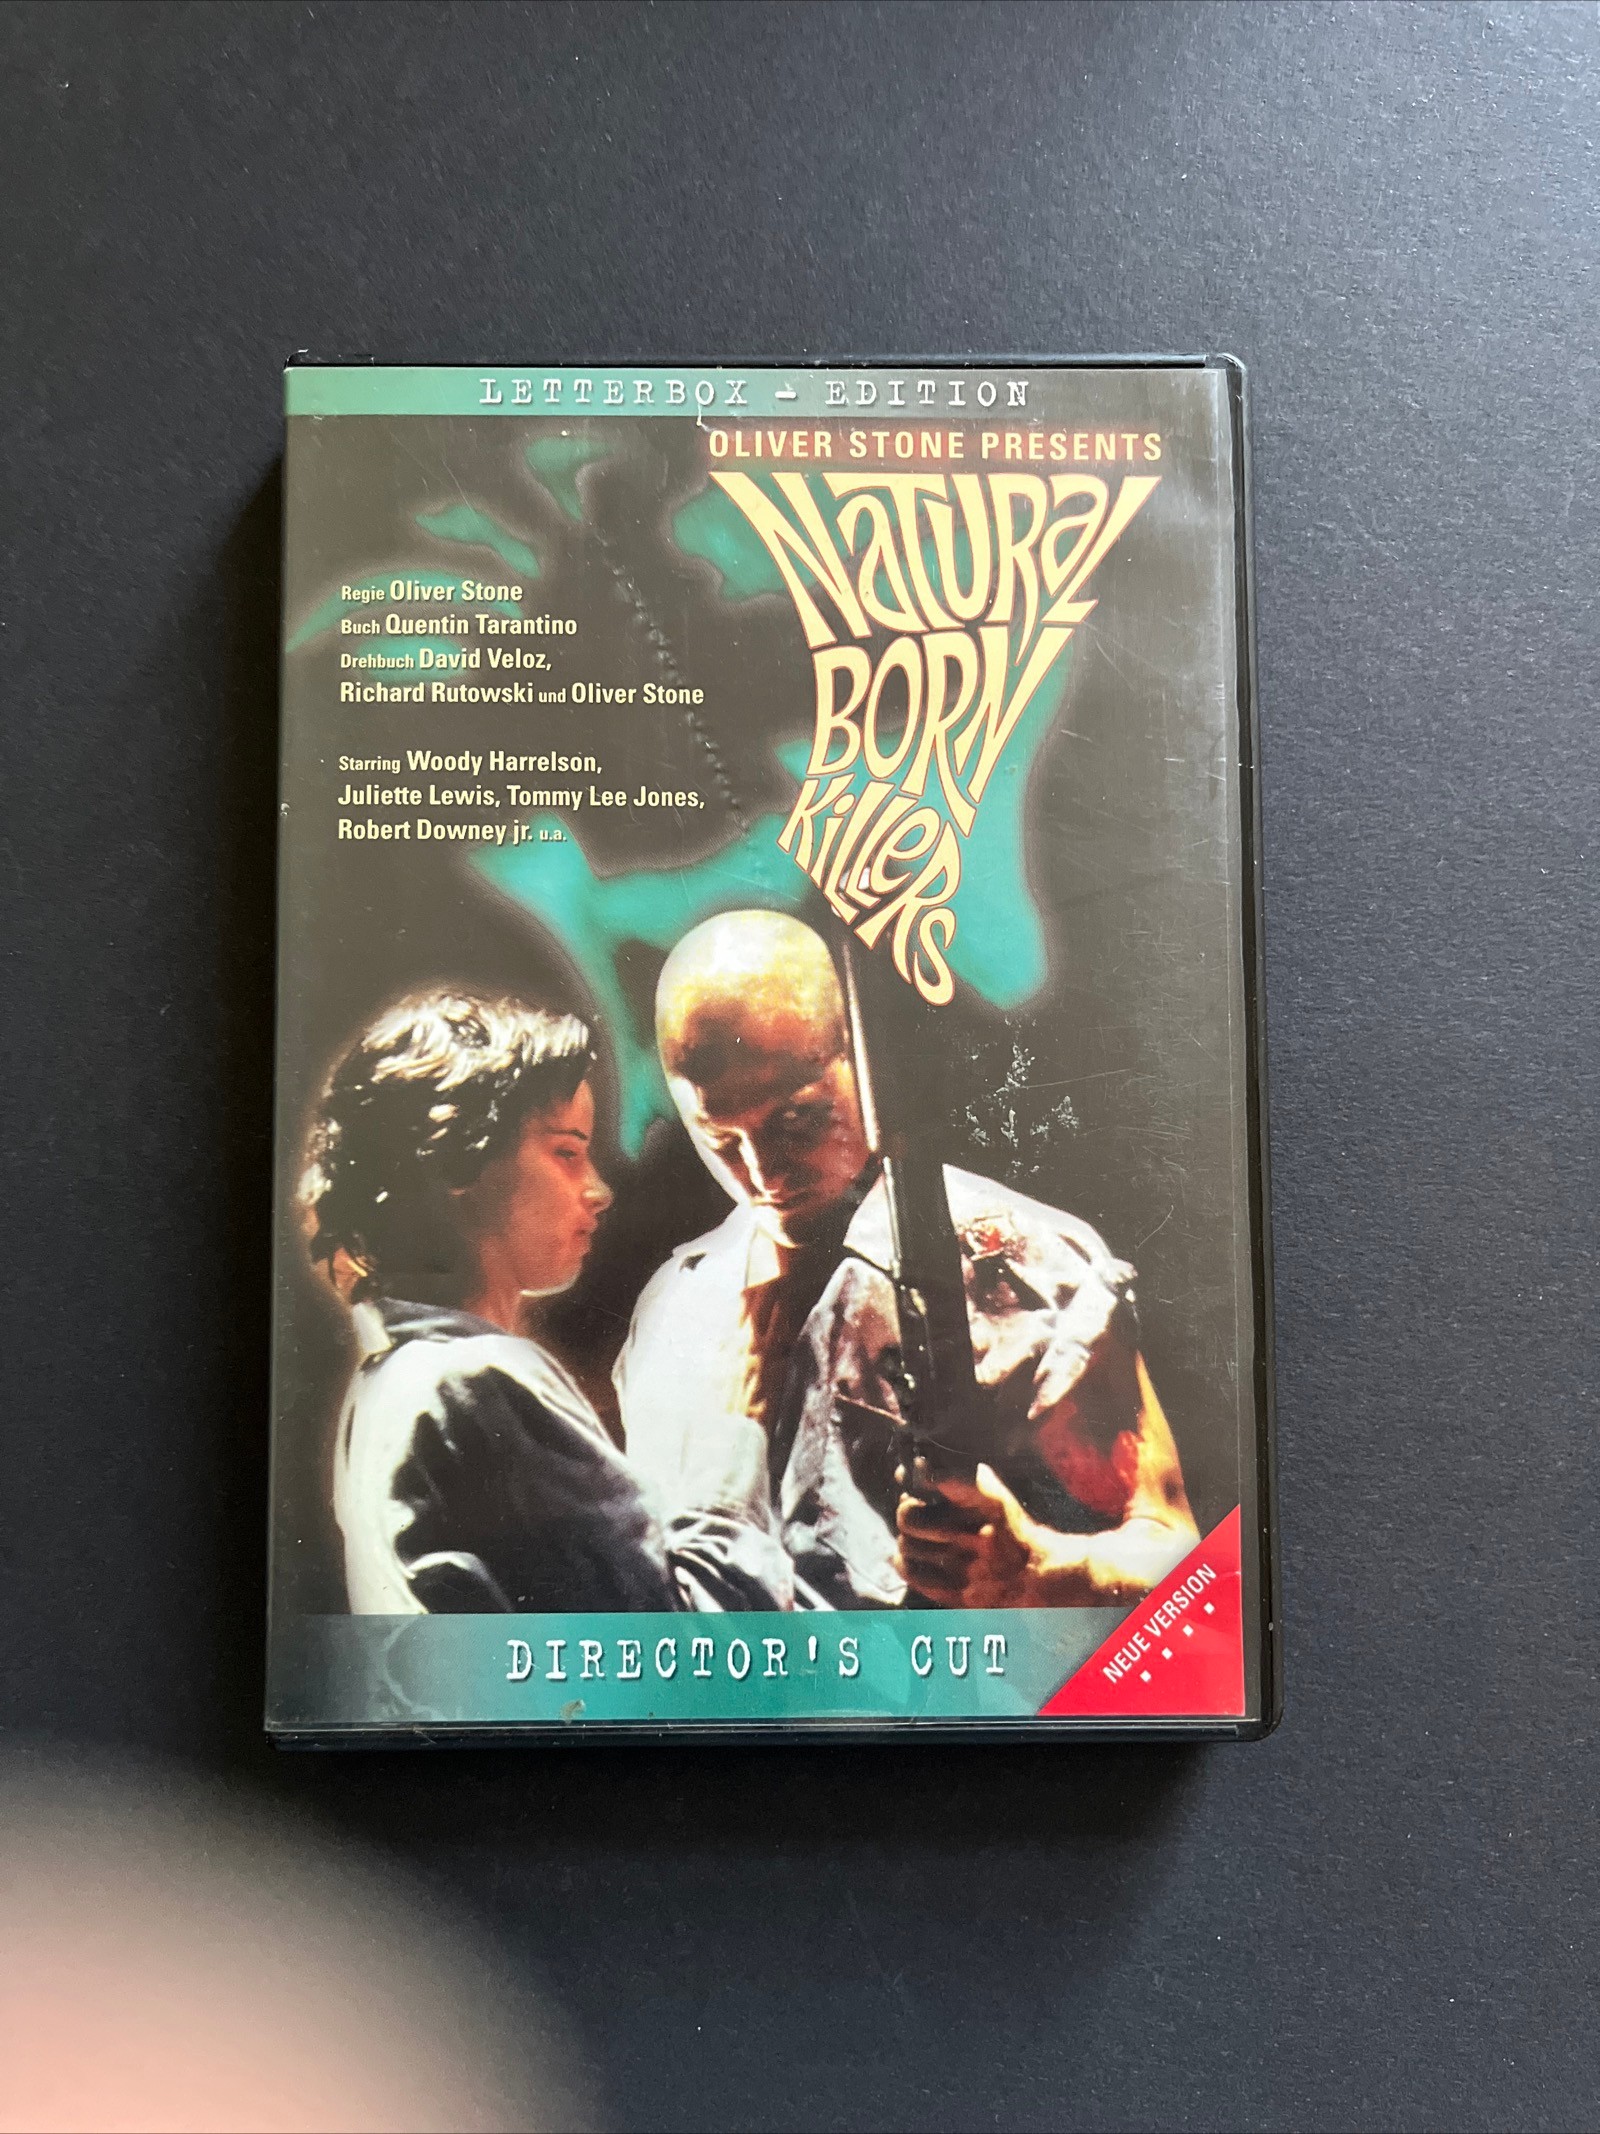 LETTERBOX - EDITION
OLIVER STONE PRESENTS
NATURAL
BORN
KILLERS
Regie Oliver Stone
Buch Quentin Tarantino
Drehbuch David Veloz,
Richard Rutowski und Oliver Stone
Starring Woody Harrelson,
Juliette Lewis, Tommy Lee Jones,
Robert Downey jr. u.a.
DIRECTOR'S CUT
NEUE VERSION